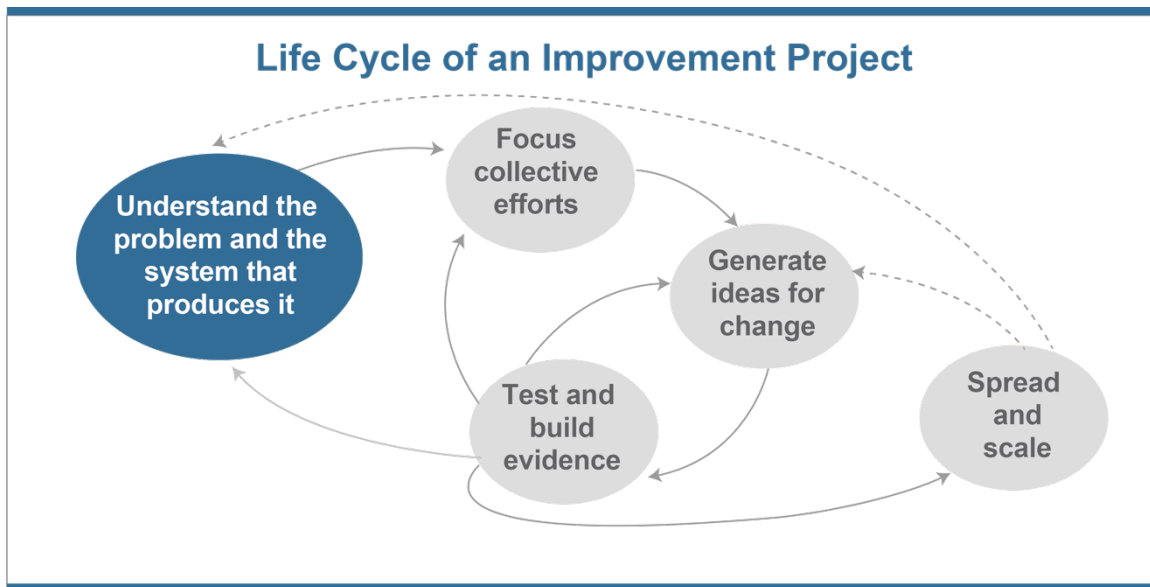 Life Cycle of an Improvement Project
Understand the
problem and the
system that
produces it
Focus
collective
efforts
Generate
ideas for
change
Test and
build
evidence
Spread
and
scale